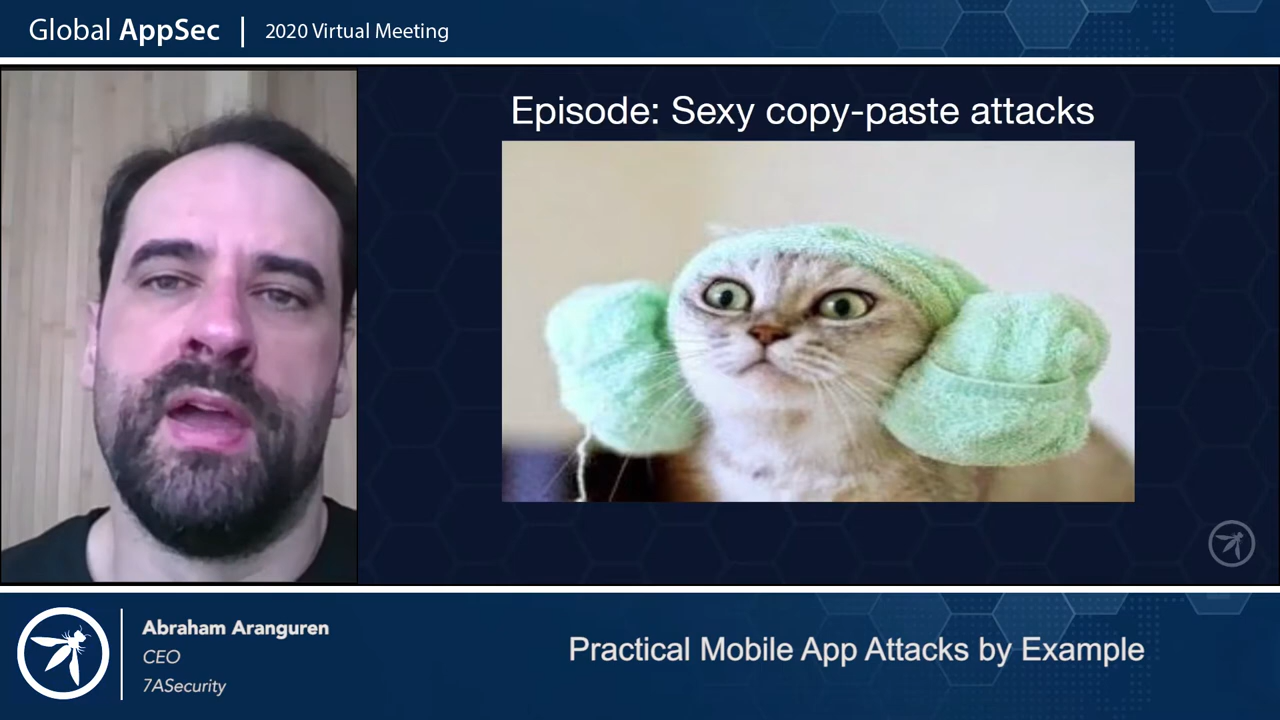 Global AppSec | 2020 Virtual Meeting
Episode: Sexy copy-paste attacks
Abraham Aranguren
CEO
7ASecurity
Practical Mobile App Attacks by Example